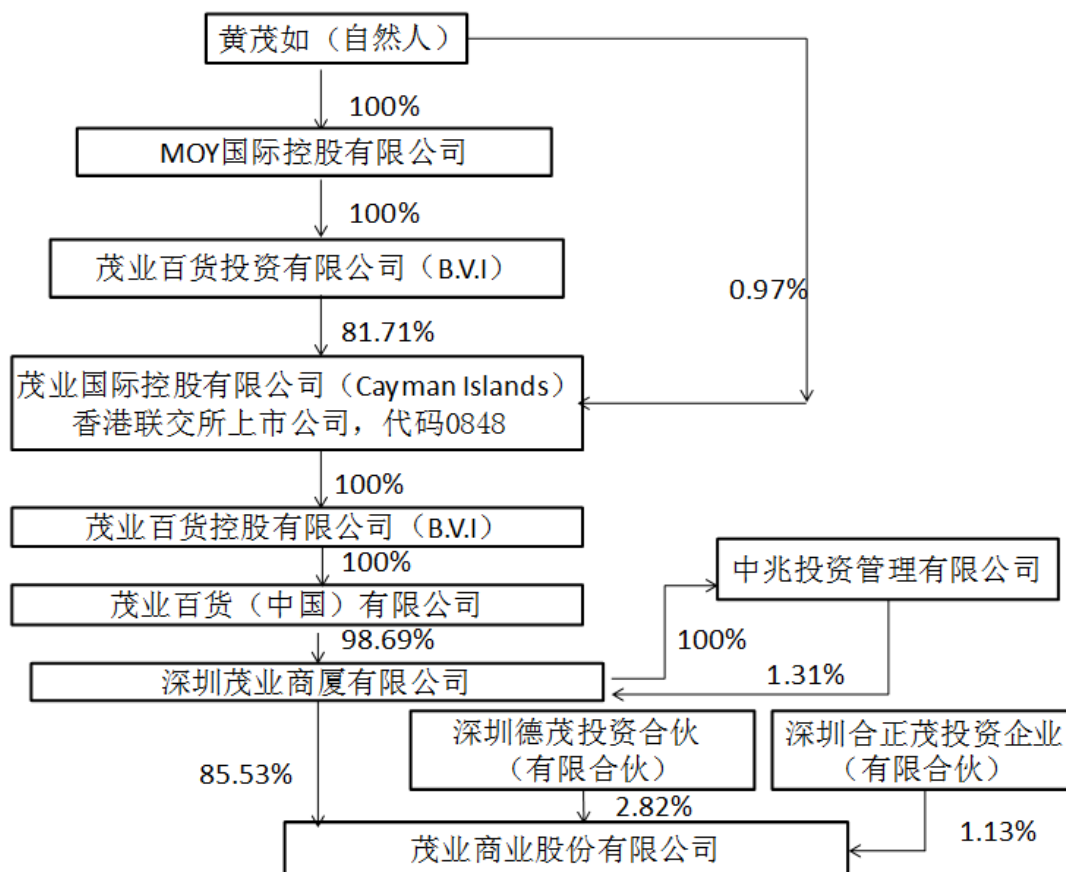 黄茂如（自然人）
100%
MOY国际控股有限公司
100%
茂业百货投资有限公司（B.V.I）
0.97%
81.71%
茂业国际控股有限公司（Cayman Islands）
香港联交所上市公司，代码0848
100%
茂业百货控股有限公司（B.V.I）
100%
中兆投资管理有限公司
茂业百货（中国）有限公司
98.69%
100%
1.31%
深圳茂业商厦有限公司
深圳德茂投资合伙
（有限合伙）
深圳合正茂投资企业
（有限合伙）
85.53%
2.82%
1.13%
茂业商业股份有限公司